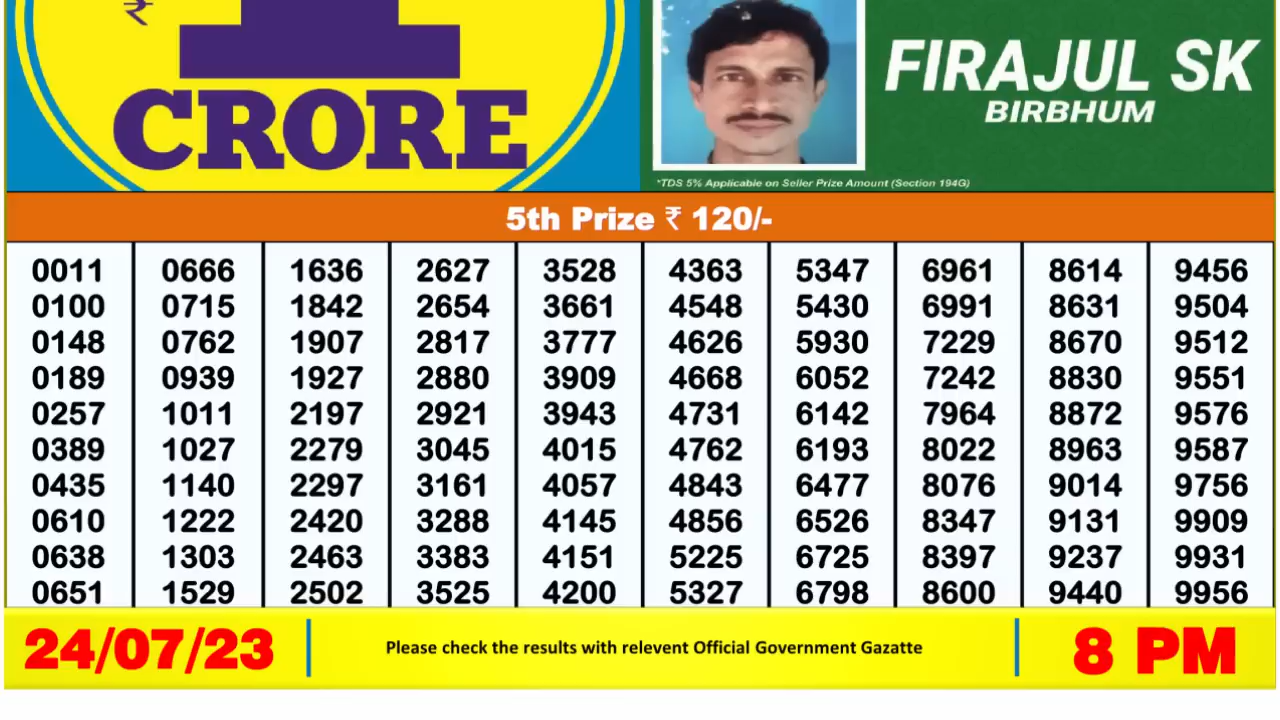 ₹ 1
CRORE
FIRAJUL SK
BIRBHUM
*TDS 5% Applicable on Seller Prize Amount (Section 194G)
5th Prize ₹ 120/-
0011 0666 1636 2627 3528 4363 5347 6961 8614 9456
0100 0715 1842 2654 3661 4548 5430 6991 8631 9504
0148 0762 1907 2817 3777 4626 5930 7229 8670 9512
0189 0939 1927 2880 3909 4668 6052 7242 8830 9551
0257 1011 2197 2921 3943 4731 6142 7964 8872 9576
0389 1027 2279 3045 4015 4762 6193 8022 8963 9587
0435 1140 2297 3161 4057 4843 6477 8076 9014 9756
0610 1222 2420 3288 4145 4856 6526 8347 9131 9909
0638 1303 2463 3383 4151 5225 6725 8397 9237 9931
0651 1529 2502 3525 4200 5327 6798 8600 9440 9956
24/07/23 Please check the results with relevent Official Government Gazatte 8 PM